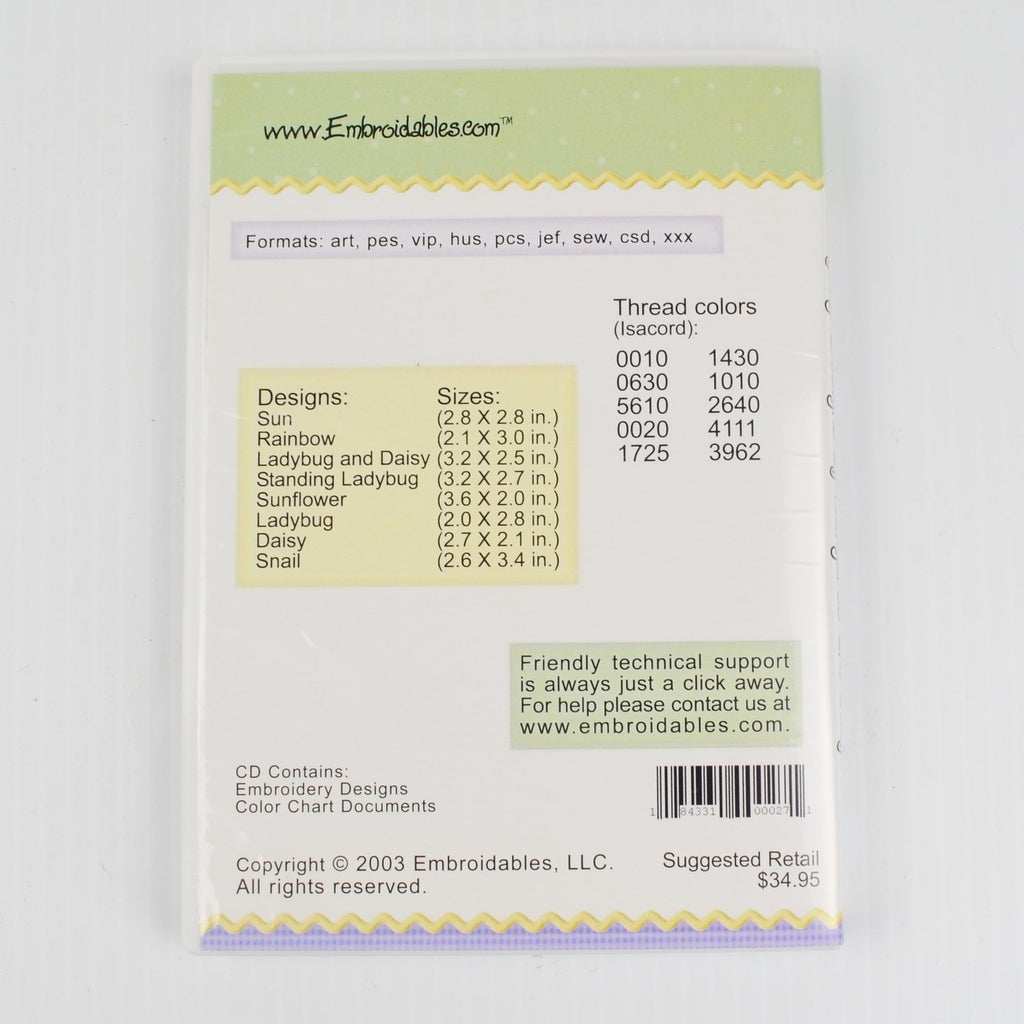 www.Embroidables.com™
Formats: art, pes, vip, hus, pcs, jef, sew, csd, xxx
Thread colors
(Isacord):
0010 1430
0630 1010
5610 2640
0020 4111
1725 3962
Designs: Sizes:
Sun (2.8 X 2.8 in.)
Rainbow (2.1 X 3.0 in.)
Ladybug and Daisy (3.2 X 2.5 in.)
Standing Ladybug (3.2 X 2.7 in.)
Sunflower (3.6 X 2.0 in.)
Ladybug (2.0 X 2.8 in.)
Daisy (2.7 X 2.1 in.)
Snail (2.6 X 3.4 in.)
Friendly technical support
is always just a click away.
For help please contact us at
www.embroidables.com.
CD Contains:
Embroidery Designs
Color Chart Documents
1 84331 00027 1
Copyright © 2003 Embroidables, LLC.
All rights reserved.
Suggested Retail
$34.95